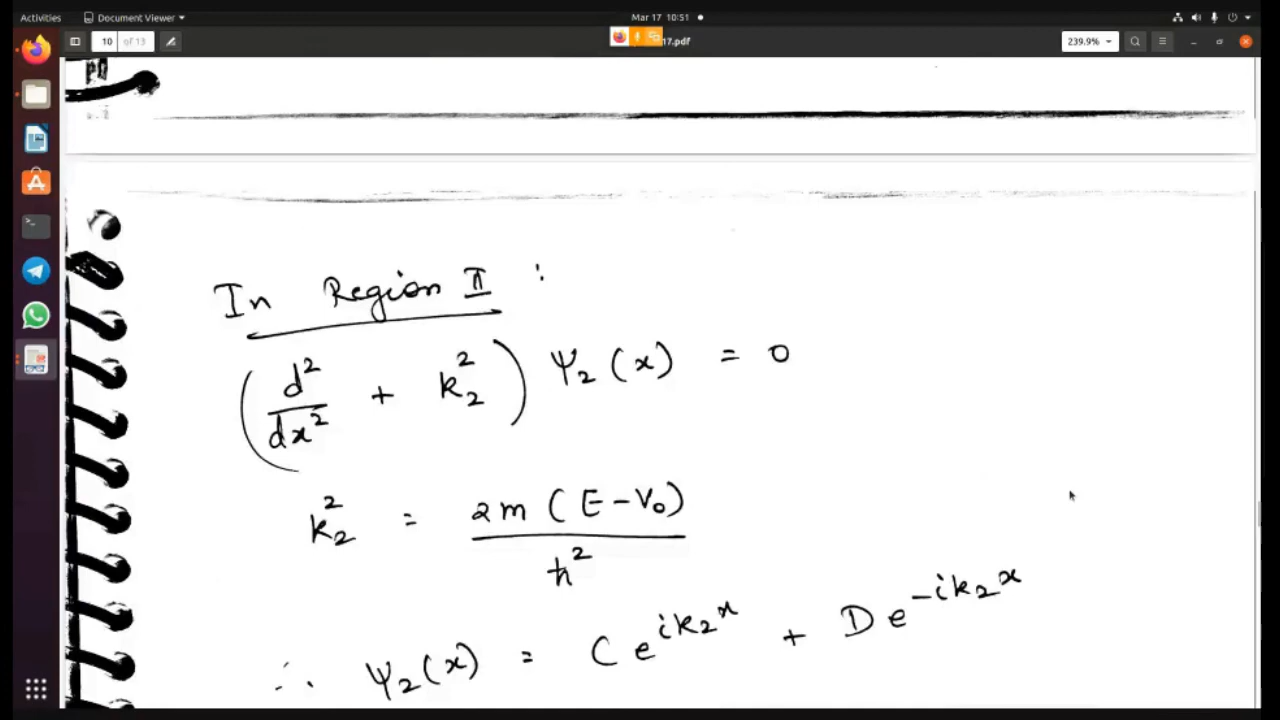 Activities Document Viewer Mar 17 10:51
10 of 13 17.pdf 239.9%
In Region II :
(d²/dx² + k₂²) Ψ₂(x) = 0
k₂² = 2m(E-V₀)/ħ²
∴ Ψ₂(x) = C e^{ik₂x} + D e^{-ik₂x}